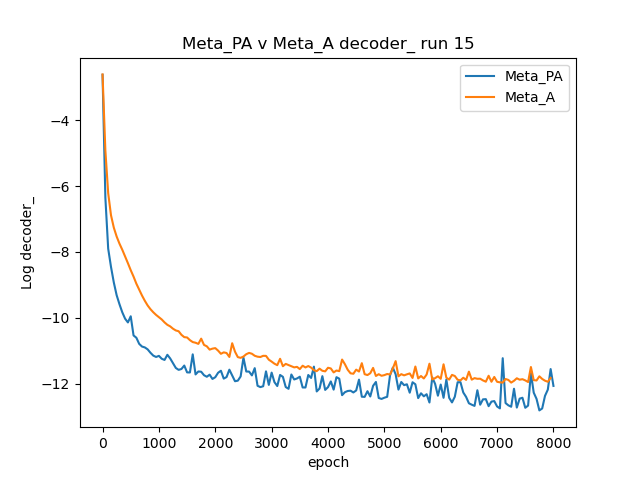 Meta_PA v Meta_A decoder_ run 15
Meta_PA
Meta_A
Log decoder_
−4
−6
−8
−10
−12
0
1000
2000
3000
4000
5000
6000
7000
8000
epoch